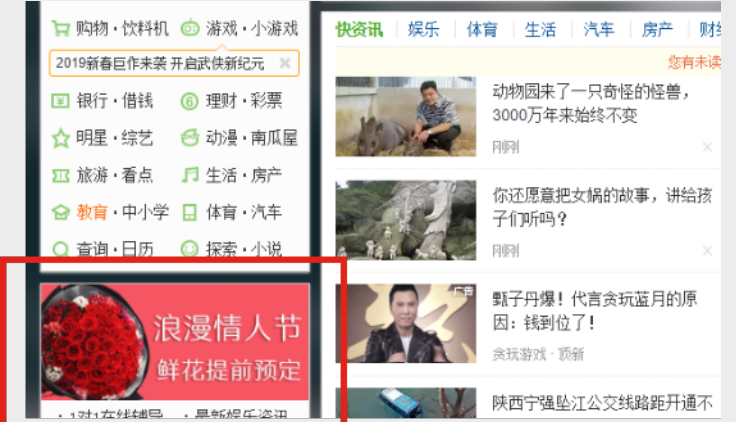 购物·饮料机 游戏·小游戏
2019新春巨作来袭 开启武侠新纪元
银行·借钱 理财·彩票
明星·综艺 动漫·南瓜屋
旅游·看点 生活·房产
教育·中小学 体育·汽车
查询·日历 探索·小说
浪漫情人节
鲜花提前预定
·1对1在线辅导 ·最新娱乐资讯
快资讯 娱乐 体育 生活 汽车 房产 财经
您有未读
动物园来了一只奇怪的怪兽，
3000万年来始终不变
刚刚
你还愿意把女娲的故事，讲给孩
子们听吗？
刚刚
广告
甄子丹爆！代言贪玩蓝月的原
因：钱到位了！
贪玩游戏·顶新
陕西宁强坠江公交线路距开通不